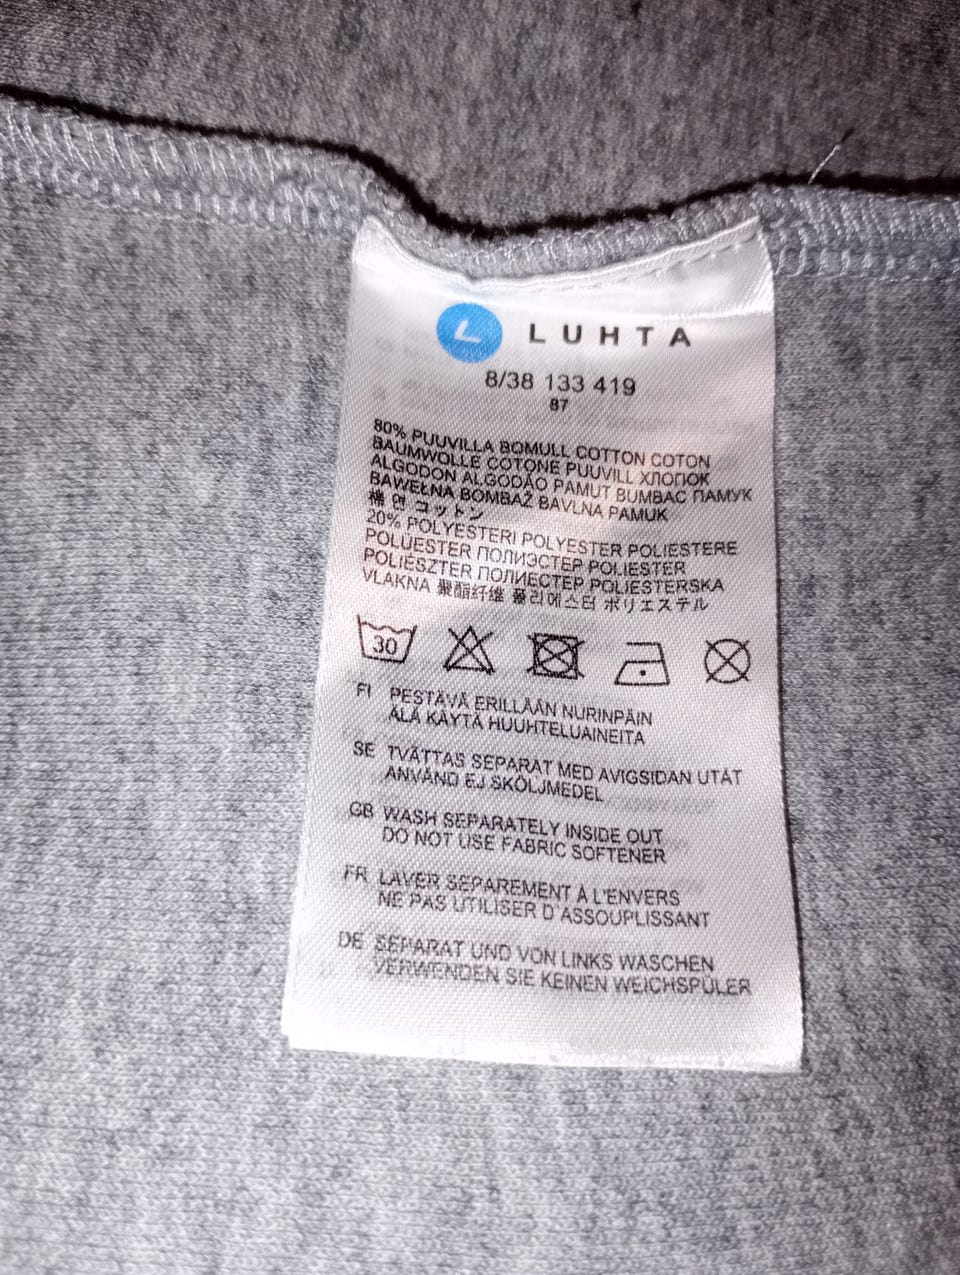 L LUHTA
8/38 133 419
87
80% PUUVILLA BOMULL COTTON COTON
BAUMWOLLE COTONE PUUVILL ХЛОПОК
ALGODON ALGODÃO PAMUT BUMBAC ПАМУК
BAWEŁNA BOMBAŽ BAVLNA PAMUK
棉 면 コットン
20% POLYESTERI POLYESTER POLIESTERE
POLUESTER ПОЛИЭСТЕР POLIESTER
POLIÉSZTER ПОЛИЕСТЕР POLIESTERSKA
VLAKNA 聚酯纤维 폴리에스터 ポリエステル
30
FI PESTÄVÄ ERILLÄÄN NURINPÄIN
ÄLÄ KÄYTÄ HUUHTELUAINEITA
SE TVÄTTAS SEPARAT MED AVIGSIDAN UTÅT
ANVÄND EJ SKÖLJMEDEL
GB WASH SEPARATELY INSIDE OUT
DO NOT USE FABRIC SOFTENER
FR LAVER SEPAREMENT À L'ENVERS
NE PAS UTILISER D'ASSOUPLISSANT
DE SEPARAT UND VON LINKS WASCHEN
VERWENDEN SIE KEINEN WEICHSPÜLER